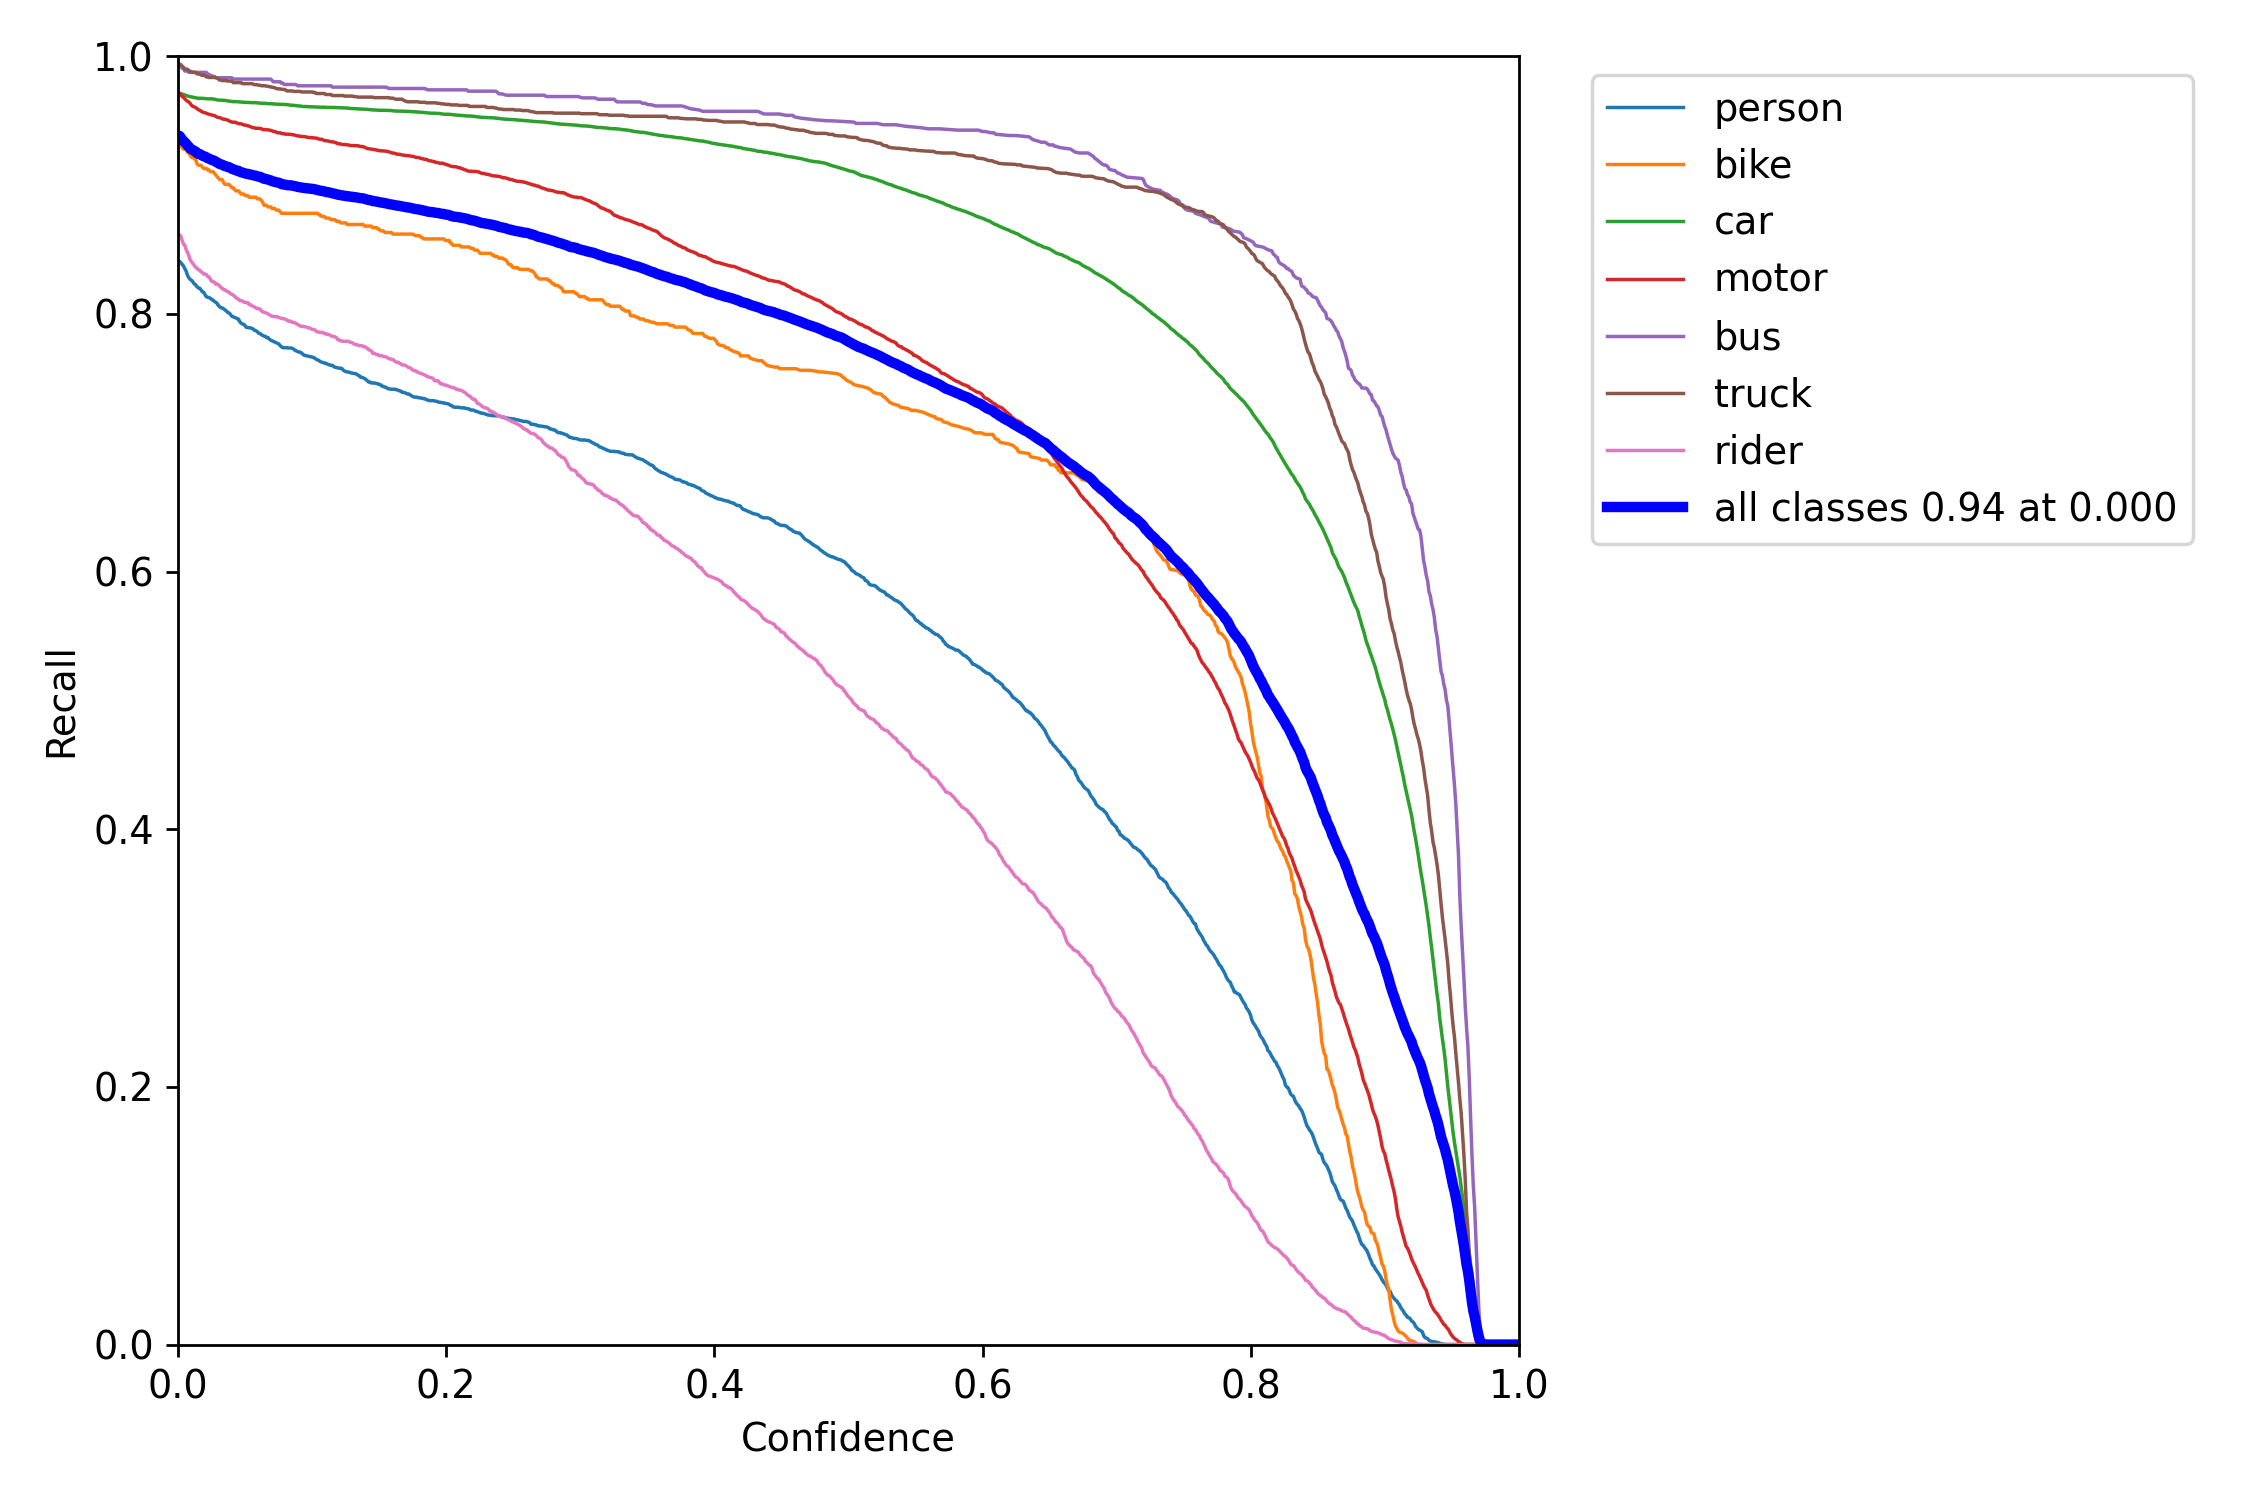 1.0
0.8
0.6
0.4
0.2
0.0
Recall
0.0 0.2 0.4 0.6 0.8 1.0
Confidence
person
bike
car
motor
bus
truck
rider
all classes 0.94 at 0.000